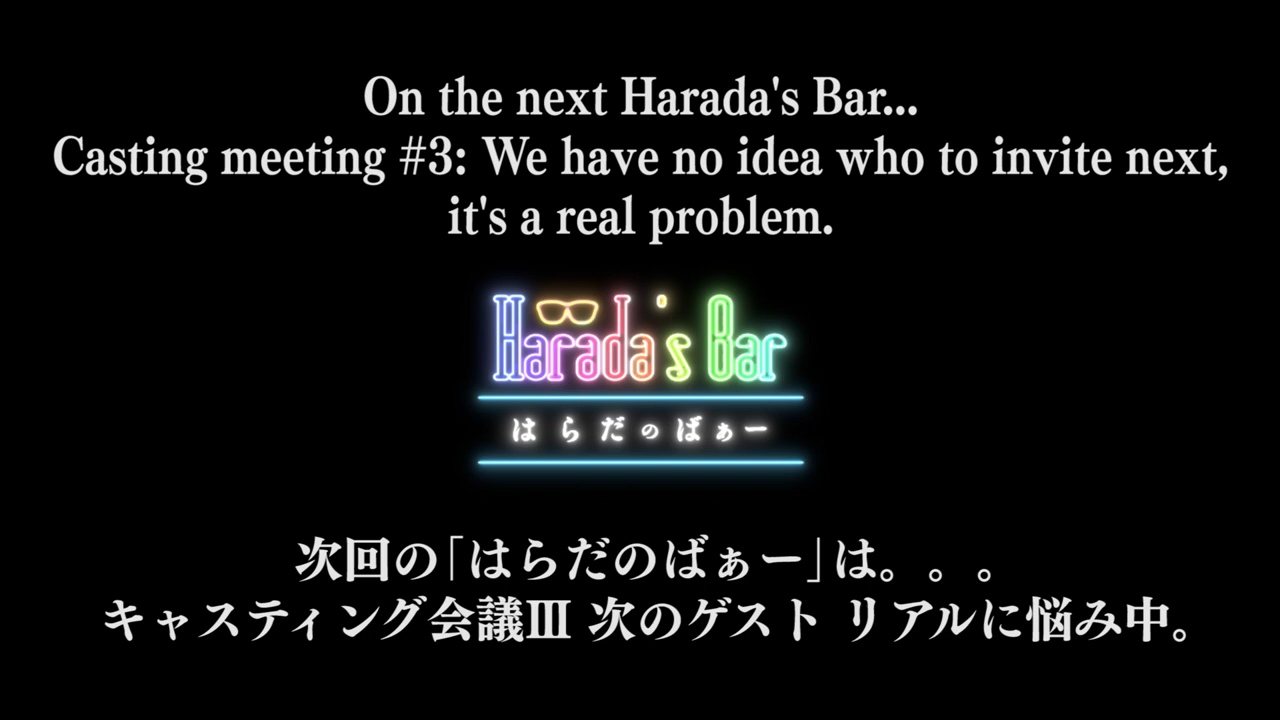 On the next Harada's Bar...
Casting meeting #3: We have no idea who to invite next,
it's a real problem.
Harada's Bar
はらだのばぁー
次回の「はらだのばぁー」は。。。
キャスティング会議Ⅲ 次のゲスト リアルに悩み中。